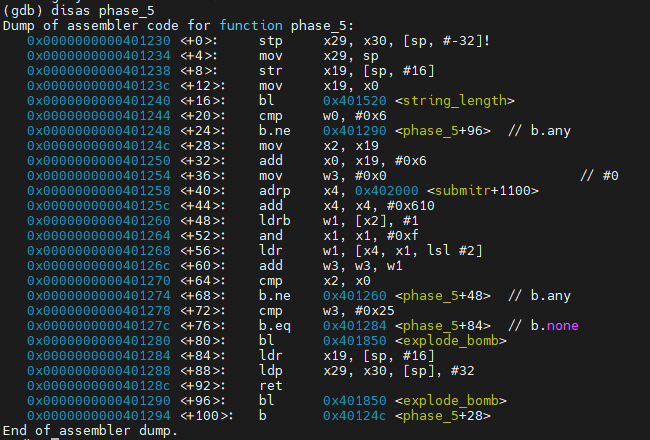 (gdb) disas phase_5
Dump of assembler code for function phase_5:
0x0000000000401230 <+0>: stp x29, x30, [sp, #-32]!
0x0000000000401234 <+4>: mov x29, sp
0x0000000000401238 <+8>: str x19, [sp, #16]
0x000000000040123c <+12>: mov x19, x0
0x0000000000401240 <+16>: bl 0x401520 <string_length>
0x0000000000401244 <+20>: cmp w0, #0x6
0x0000000000401248 <+24>: b.ne 0x401290 <phase_5+96> // b.any
0x000000000040124c <+28>: mov x2, x19
0x0000000000401250 <+32>: add x0, x19, #0x6
0x0000000000401254 <+36>: mov w3, #0x0 // #0
0x0000000000401258 <+40>: adrp x4, 0x402000 <submitr+1100>
0x000000000040125c <+44>: add x4, x4, #0x610
0x0000000000401260 <+48>: ldrb w1, [x2], #1
0x0000000000401264 <+52>: and x1, x1, #0xf
0x0000000000401268 <+56>: ldr w1, [x4, x1, lsl #2]
0x000000000040126c <+60>: add w3, w3, w1
0x0000000000401270 <+64>: cmp x2, x0
0x0000000000401274 <+68>: b.ne 0x401260 <phase_5+48> // b.any
0x0000000000401278 <+72>: cmp w3, #0x25
0x000000000040127c <+76>: b.eq 0x401284 <phase_5+84> // b.none
0x0000000000401280 <+80>: bl 0x401850 <explode_bomb>
0x0000000000401284 <+84>: ldr x19, [sp, #16]
0x0000000000401288 <+88>: ldp x29, x30, [sp], #32
0x000000000040128c <+92>: ret
0x0000000000401290 <+96>: bl 0x401850 <explode_bomb>
0x0000000000401294 <+100>: b 0x40124c <phase_5+28>
End of assembler dump.